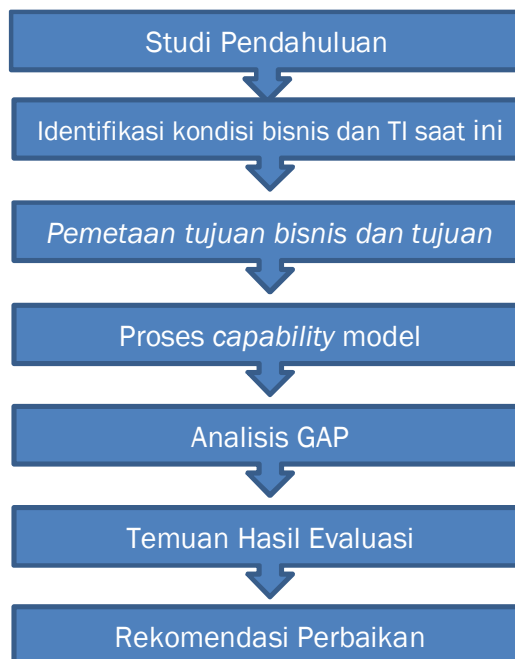 Studi Pendahuluan
Identifikasi kondisi bisnis dan TI saat ini
Pemetaan tujuan bisnis dan tujuan
Proses capability model
Analisis GAP
Temuan Hasil Evaluasi
Rekomendasi Perbaikan